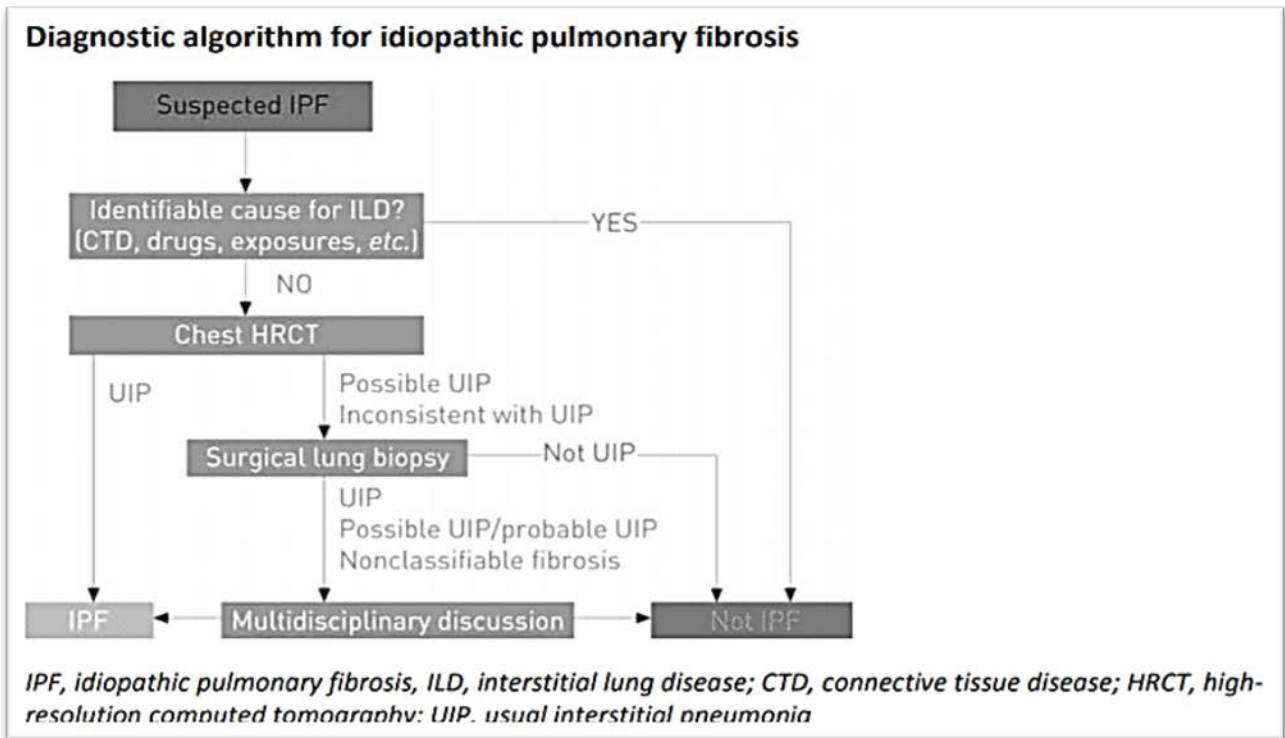 Diagnostic algorithm for idiopathic pulmonary fibrosis
Suspected IPF
Identifiable cause for ILD?
(CTD, drugs, exposures, etc.)
YES
NO
Chest HRCT
UIP
Possible UIP
Inconsistent with UIP
Surgical lung biopsy
Not UIP
UIP
Possible UIP/probable UIP
Nonclassifiable fibrosis
IPF
Multidisciplinary discussion
Not IPF
IPF, idiopathic pulmonary fibrosis, ILD, interstitial lung disease; CTD, connective tissue disease; HRCT, high-
resolution computed tomography; UIP, usual interstitial pneumonia